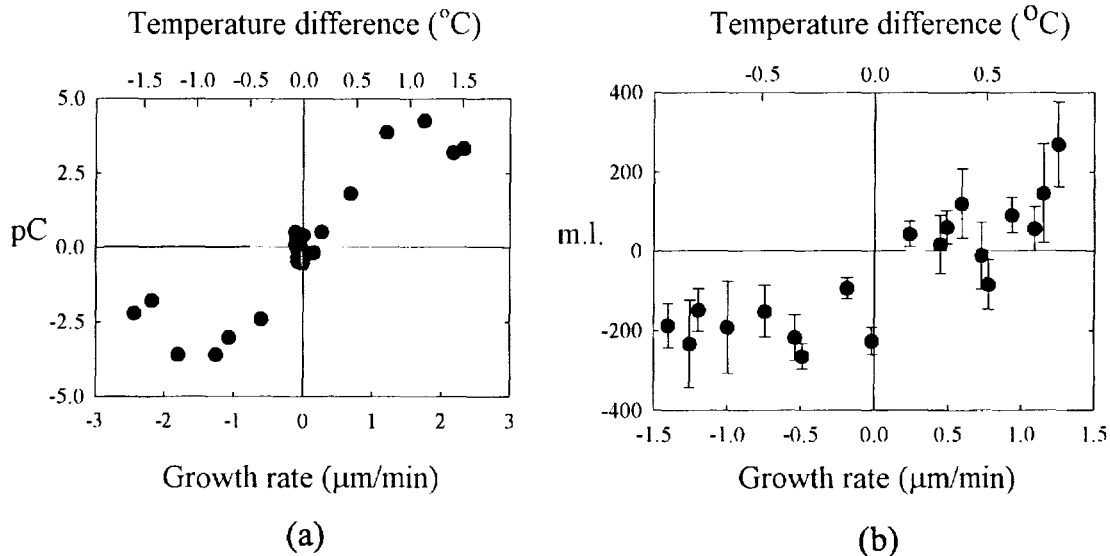 Temperature difference (°C)
-1.5 -1.0 -0.5 0.0 0.5 1.0 1.5
5.0
2.5
pC
0.0
-2.5
-5.0
-3 -2 -1 0 1 2 3
Growth rate (μm/min)
(a)
Temperature difference (°C)
-0.5 0.0 0.5
400
200
m.l.
0
-200
-400
-1.5 -1.0 -0.5 0.0 0.5 1.0 1.5
Growth rate (μm/min)
(b)